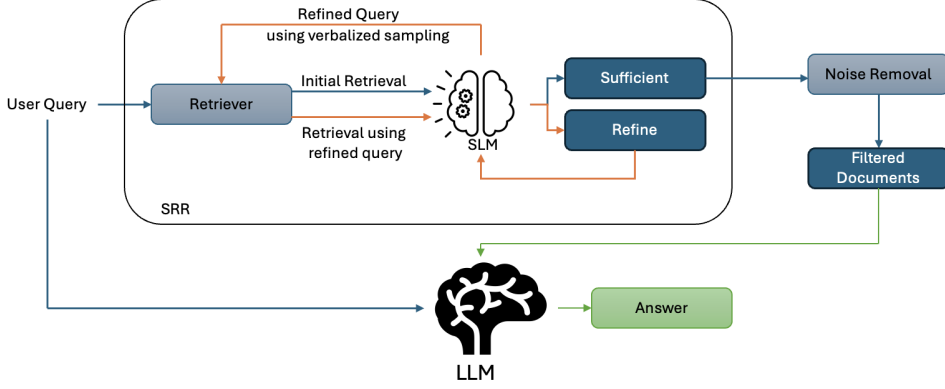 Refined Query
using verbalized sampling
Sufficient
Noise Removal
User Query
Retriever
Initial Retrieval
Retrieval using
refined query
SLM
Refine
Filtered
Documents
SRR
Answer
LLM